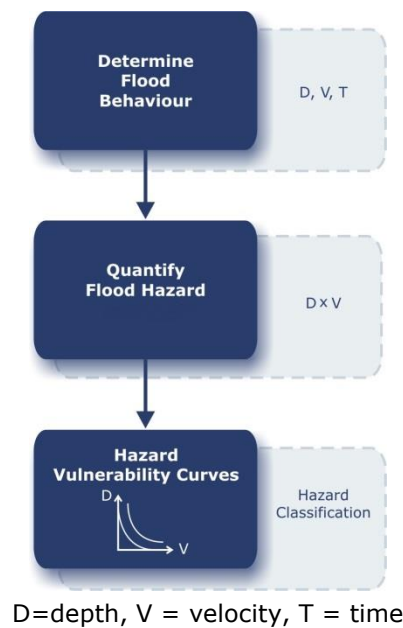 Determine
Flood
Behaviour
D, V, T
Quantify
Flood Hazard
D x V
Hazard
Vulnerability Curves
D
V
Hazard
Classification
D=depth, V = velocity, T = time